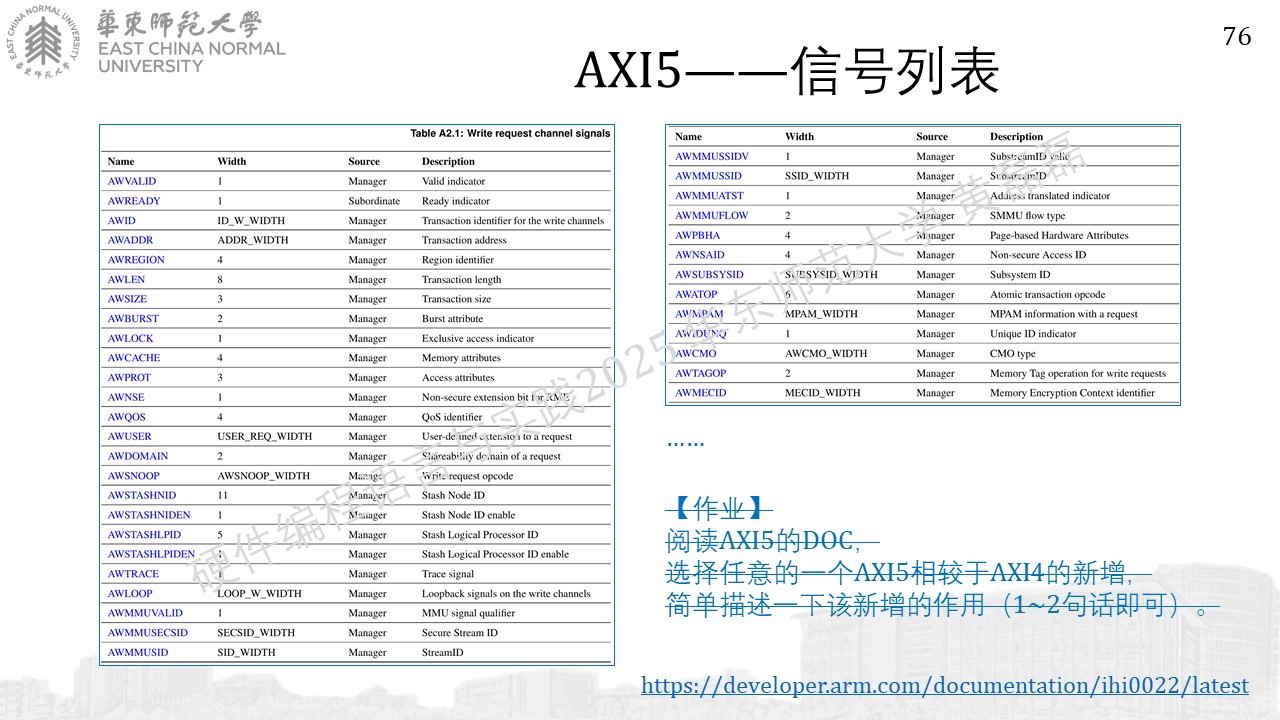 華東師範大學
EAST CHINA NORMAL
UNIVERSITY
76
AXI5——信号列表
Table A2.1: Write request channel signals
Name Width Source Description
AWVALID 1 Manager Valid indicator
AWREADY 1 Subordinate Ready indicator
AWID ID_W_WIDTH Manager Transaction identifier for the write channels
AWADDR ADDR_WIDTH Manager Transaction address
AWREGION 4 Manager Region identifier
AWLEN 8 Manager Transaction length
AWSIZE 3 Manager Transaction size
AWBURST 2 Manager Burst attribute
AWLOCK 1 Manager Exclusive access indicator
AWCACHE 4 Manager Memory attributes
AWPROT 3 Manager Access attributes
AWNSE 1 Manager Non-secure extension bit for RME
AWQOS 4 Manager QoS identifier
AWUSER USER_REQ_WIDTH Manager User-defined extension to a request
AWDOMAIN 2 Manager Shareability domain of a request
AWSNOOP AWSNOOP_WIDTH Manager Write request opcode
AWSTASHNID 11 Manager Stash Node ID
AWSTASHNIDEN 1 Manager Stash Node ID enable
AWSTASHLPID 5 Manager Stash Logical Processor ID
AWSTASHLPIDEN 1 Manager Stash Logical Processor ID enable
AWTRACE 1 Manager Trace signal
AWLOOP LOOP_W_WIDTH Manager Loopback signals on the write channels
AWMMUVALID 1 Manager MMU signal qualifier
AWMMUSECSID SECSID_WIDTH Manager Secure Stream ID
AWMMUSID SID_WIDTH Manager StreamID
Name Width Source Description
AWMMUSSIDV 1 Manager SubstreamID valid
AWMMUSSID SSID_WIDTH Manager SubstreamID
AWMMUATST 1 Manager Address translated indicator
AWMMUFLOW 2 Manager SMMU flow type
AWPBHA 4 Manager Page-based Hardware Attributes
AWNSAID 4 Manager Non-secure Access ID
AWSUBSYSID SUBSYSID_WIDTH Manager Subsystem ID
AWATOP 6 Manager Atomic transaction opcode
AWMPAM MPAM_WIDTH Manager MPAM information with a request
AWIDUNQ 1 Manager Unique ID indicator
AWCMO AWCMO_WIDTH Manager CMO type
AWTAGOP 2 Manager Memory Tag operation for write requests
AWMECID MECID_WIDTH Manager Memory Encryption Context identifier
……
【作业】
阅读AXI5的DOC，
选择任意的一个AXI5相较于AXI4的新增，
简单描述一下该新增的作用（1~2句话即可）。
https://developer.arm.com/documentation/ihi0022/latest
硬件编程语言与实践2025 华东师范大学 黄磊磊